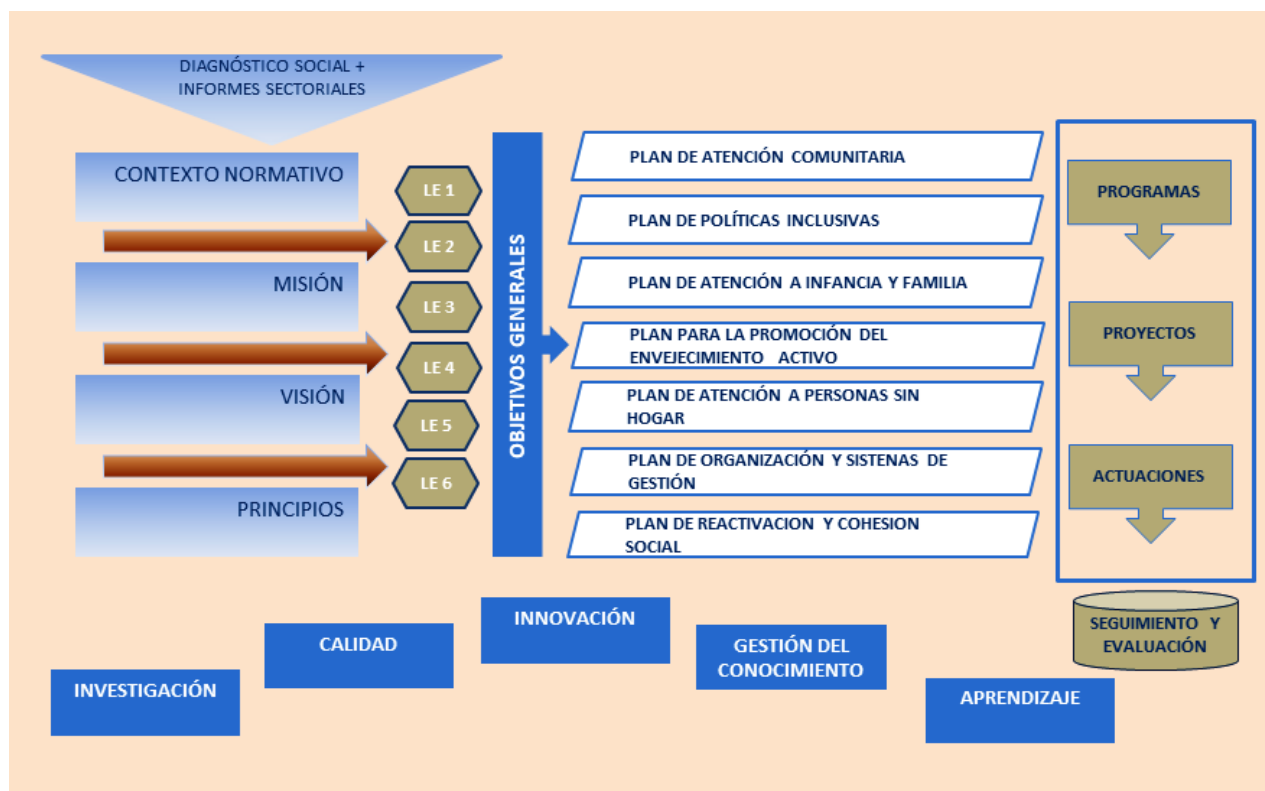 DIAGNÓSTICO SOCIAL +
INFORMES SECTORIALES
CONTEXTO NORMATIVO
MISIÓN
VISIÓN
PRINCIPIOS
LE 1
LE 2
LE 3
LE 4
LE 5
LE 6
OBJETIVOS GENERALES
PLAN DE ATENCIÓN COMUNITARIA
PLAN DE POLÍTICAS INCLUSIVAS
PLAN DE ATENCIÓN A INFANCIA Y FAMILIA
PLAN PARA LA PROMOCIÓN DEL
ENVEJECIMIENTO ACTIVO
PLAN DE ATENCIÓN A PERSONAS SIN
HOGAR
PLAN DE ORGANIZACIÓN Y SISTENAS DE
GESTIÓN
PLAN DE REACTIVACION Y COHESION
SOCIAL
PROGRAMAS
PROYECTOS
ACTUACIONES
SEGUIMIENTO Y
EVALUACIÓN
INVESTIGACIÓN
CALIDAD
INNOVACIÓN
GESTIÓN DEL
CONOCIMIENTO
APRENDIZAJE